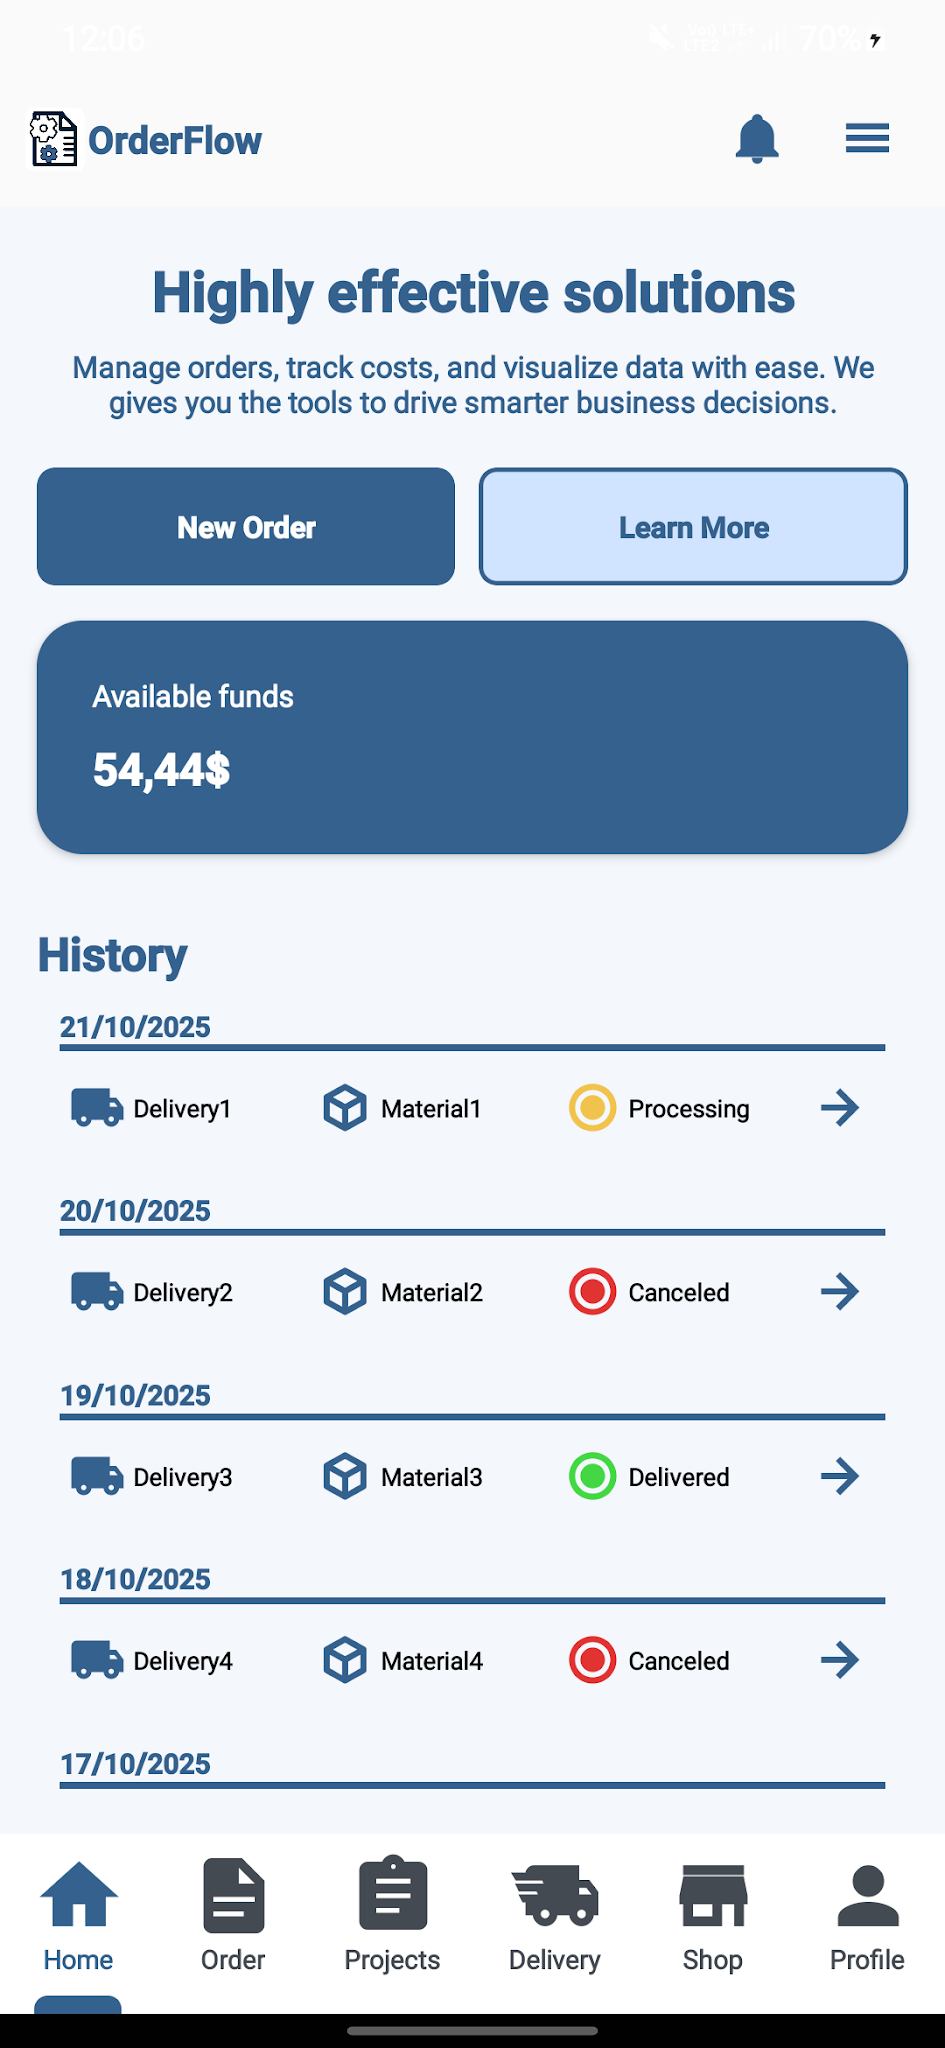 12:06
Vo)) LTE+
LTE2
70%
OrderFlow
Highly effective solutions
Manage orders, track costs, and visualize data with ease. We
gives you the tools to drive smarter business decisions.
New Order
Learn More
Available funds
54,44$
History
21/10/2025
Delivery1 Material1 Processing
20/10/2025
Delivery2 Material2 Canceled
19/10/2025
Delivery3 Material3 Delivered
18/10/2025
Delivery4 Material4 Canceled
17/10/2025
Home Order Projects Delivery Shop Profile